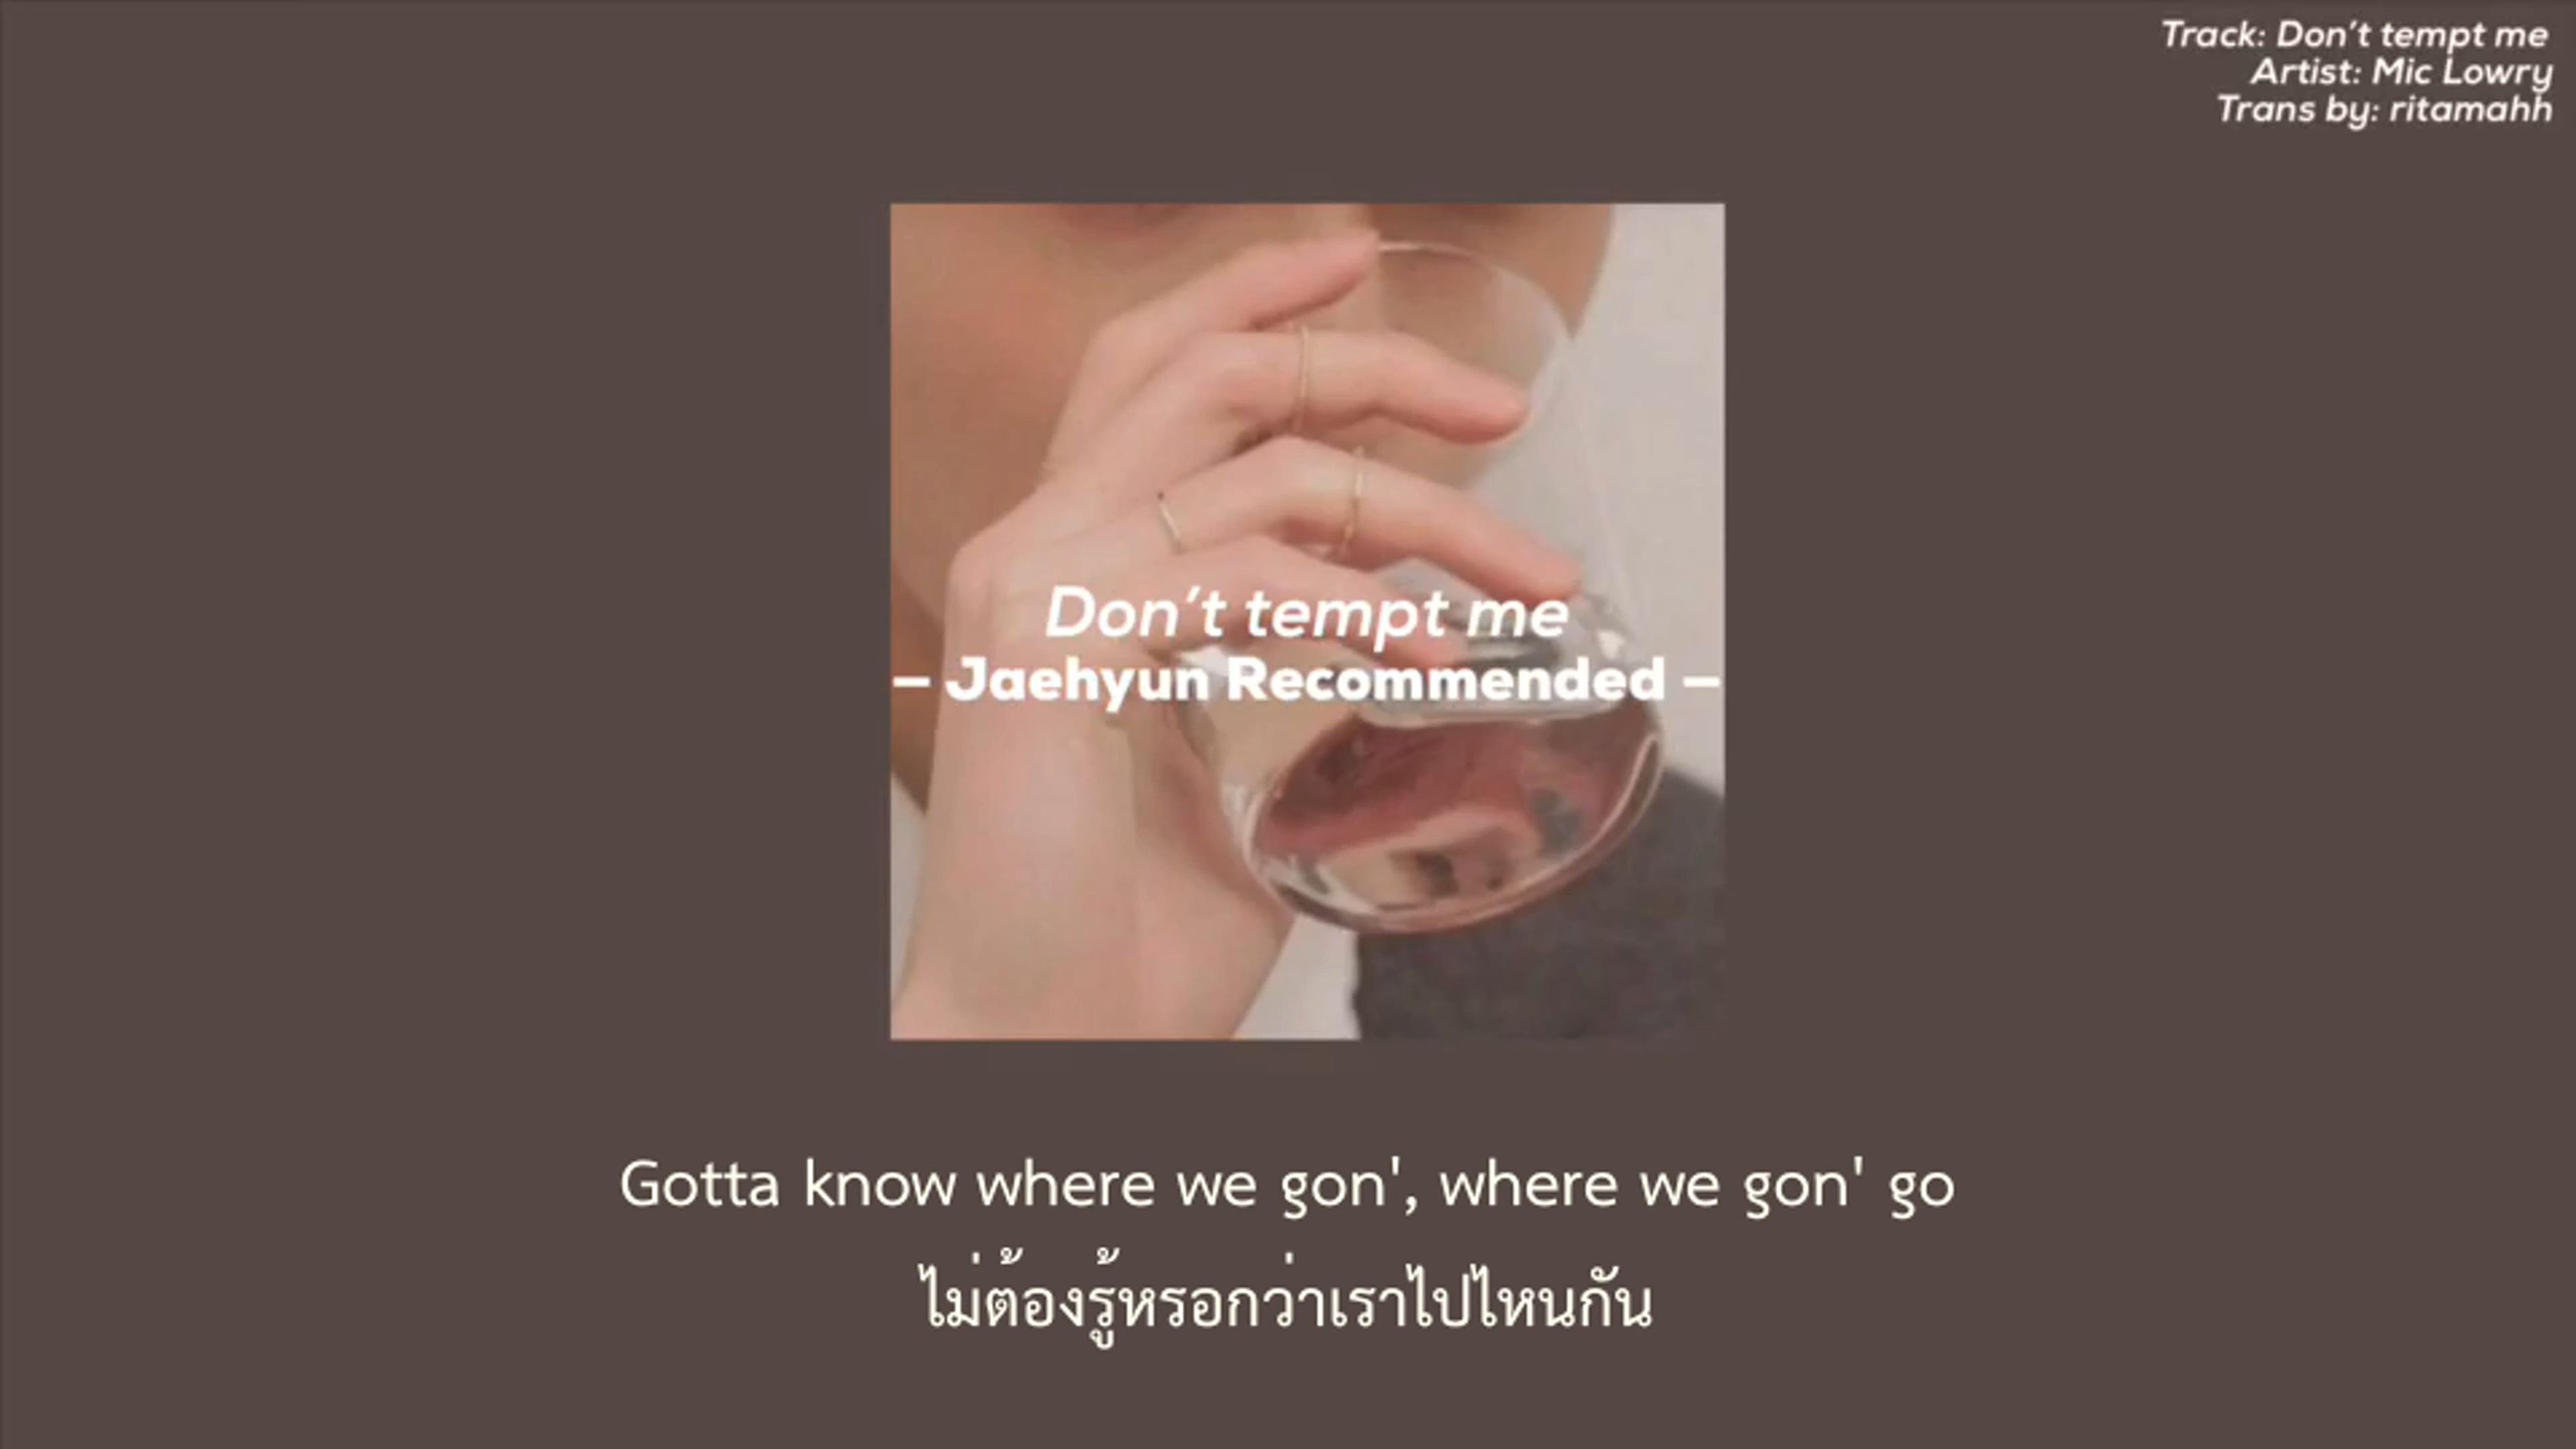 Track: Don't tempt me
Artist: Mic Lowry
Trans by: ritamahh
Don't tempt me
– Jaehyun Recommended –
Gotta know where we gon', where we gon' go
ไม่ต้องรู้หรอกว่าเราไปไหนกัน